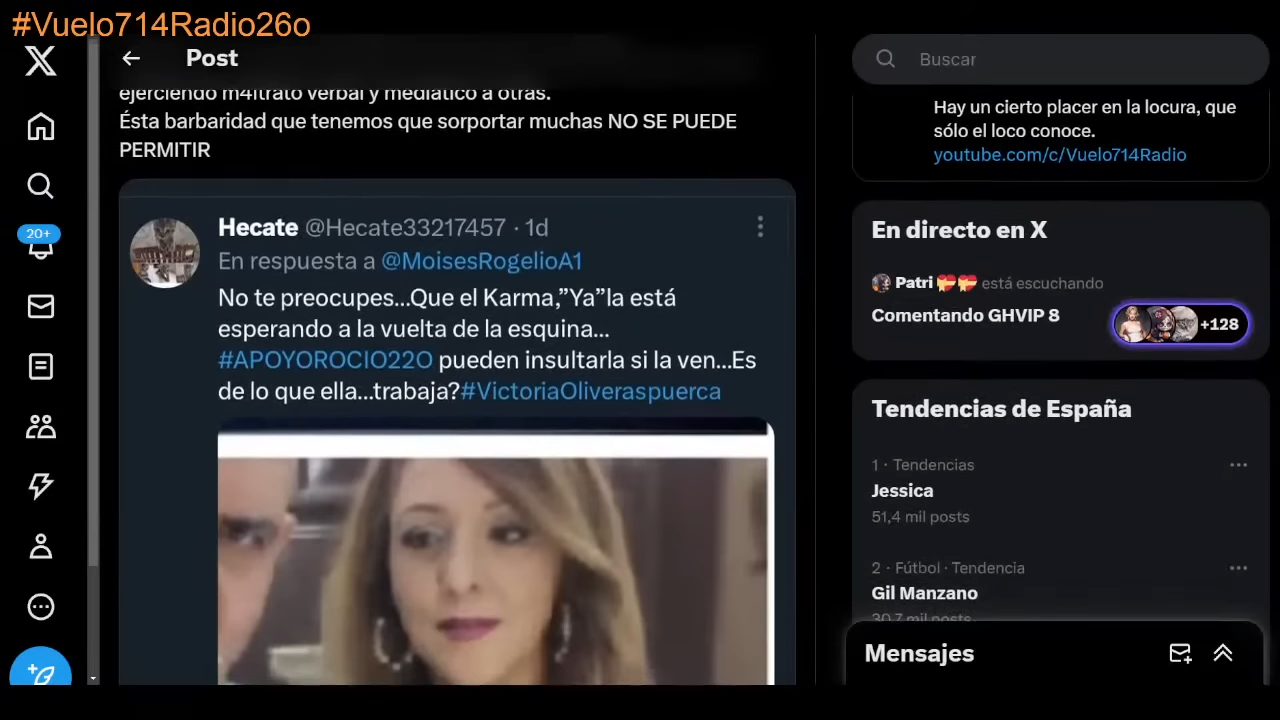 #Vuelo714Radio26o
Post
ejerciendo m4ltrato verbal y mediático a otras.
Ésta barbaridad que tenemos que sorportar muchas NO SE PUEDE
PERMITIR
Hecate @Hecate33217457 · 1d
En respuesta a @MoisesRogelioA1
No te preocupes...Que el Karma,”Ya”la está
esperando a la vuelta de la esquina...
#APOYOROCIO22O pueden insultarla si la ven...Es
de lo que ella...trabaja?#VictoriaOliveraspuerca
20+
Buscar
Hay un cierto placer en la locura, que
sólo el loco conoce.
youtube.com/c/Vuelo714Radio
En directo en X
Patri está escuchando
Comentando GHVIP 8
+128
Tendencias de España
1 · Tendencias
Jessica
51,4 mil posts
2 · Fútbol · Tendencia
Gil Manzano
30,7 mil posts
Mensajes